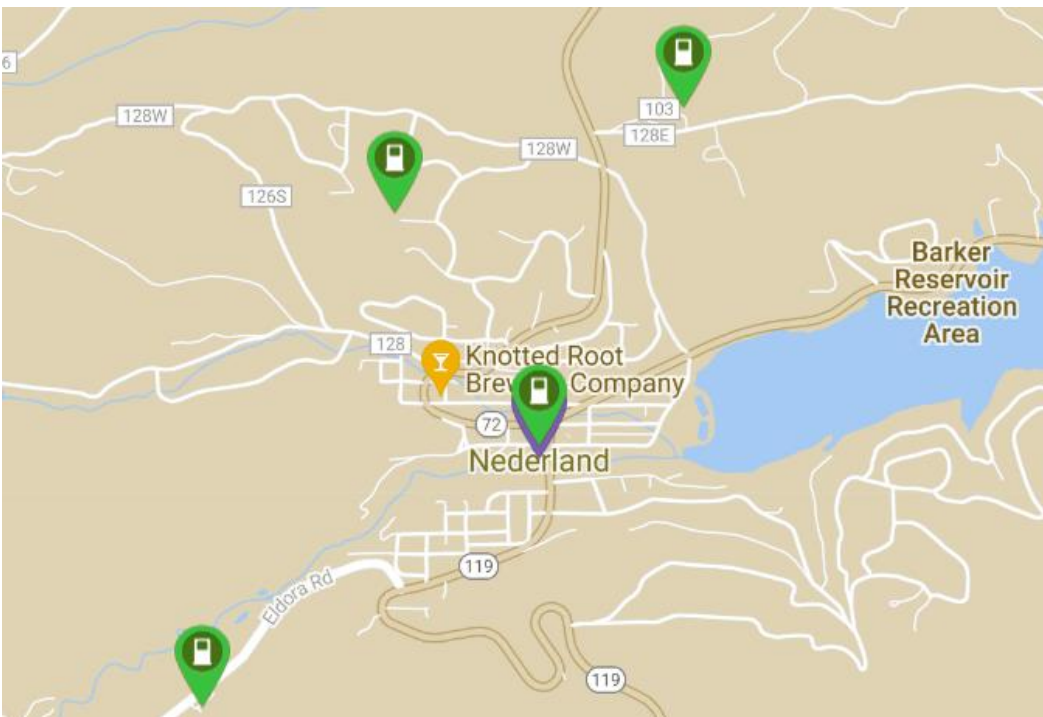 6
128W
103
128E
128W
126S
Barker
Reservoir
Recreation
Area
128
Knotted Root
Company
72
Nederland
119
Eldora Rd
119